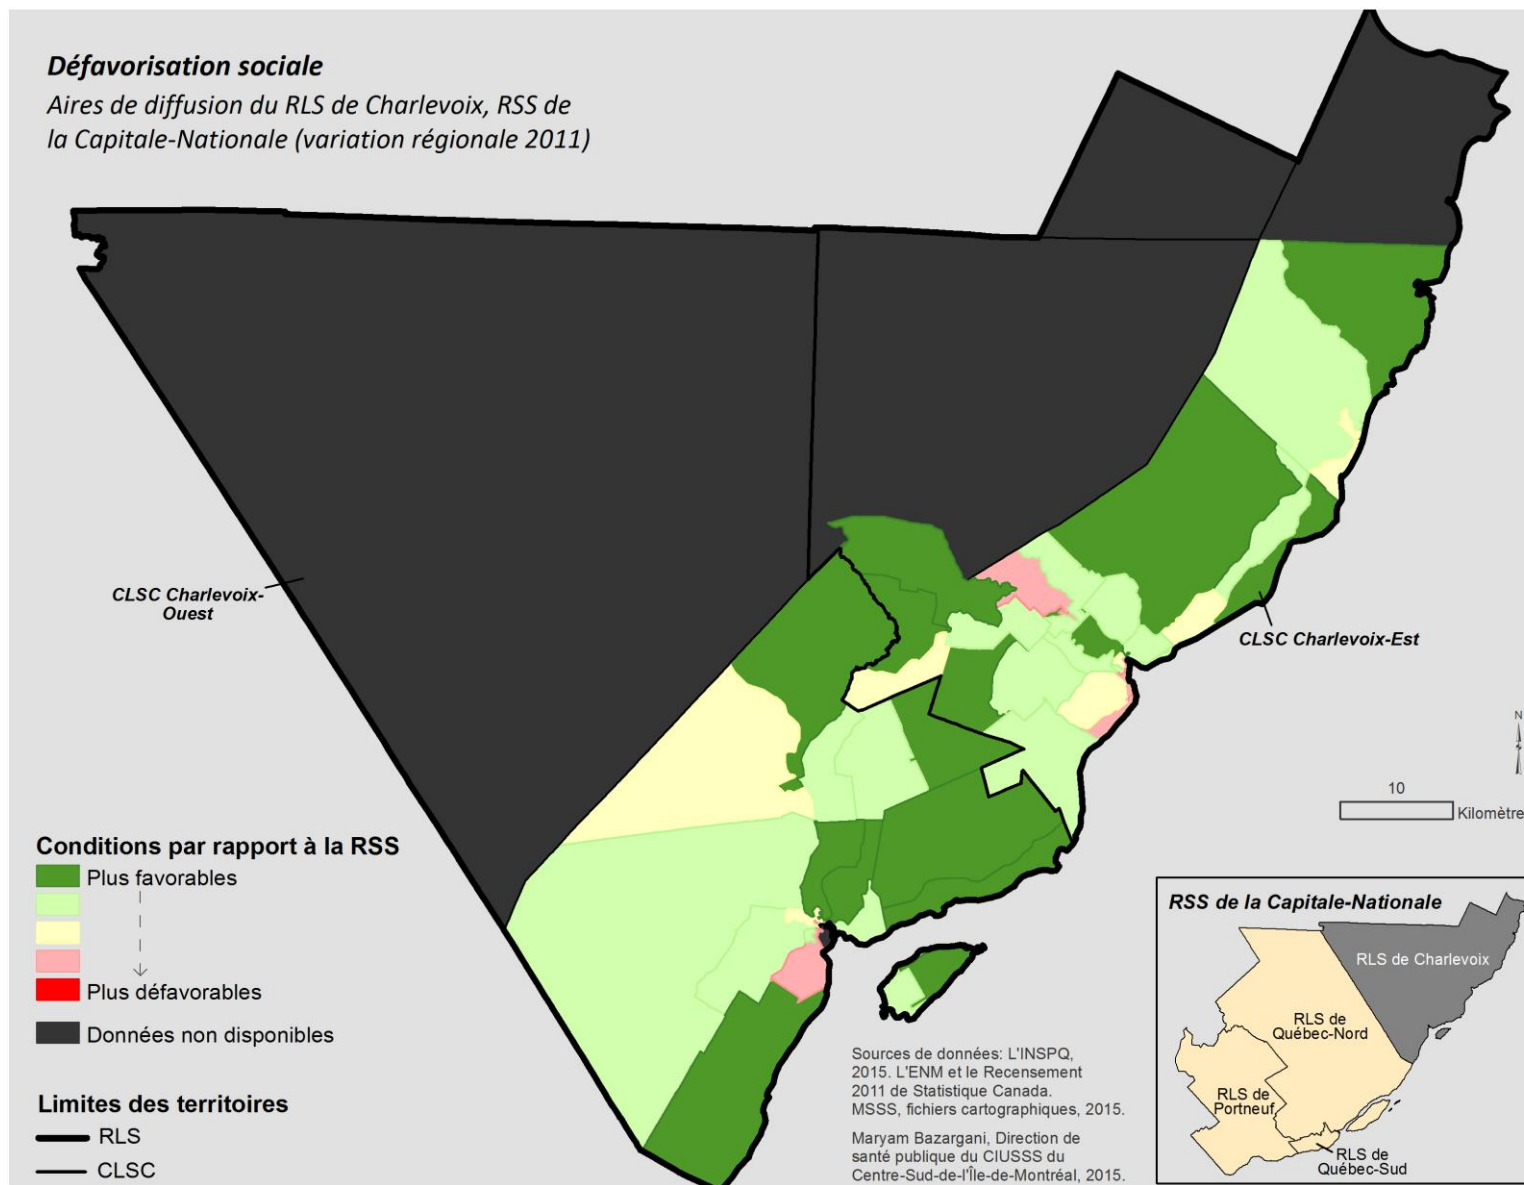 Défavorisation sociale
Aires de diffusion du RLS de Charlevoix, RSS de
la Capitale-Nationale (variation régionale 2011)
CLSC Charlevoix-
Ouest
CLSC Charlevoix-Est
N
10
Kilomètre
Conditions par rapport à la RSS
Plus favorables
Plus défavorables
Données non disponibles
Limites des territoires
RLS
CLSC
Sources de données: L'INSPQ,
2015. L'ENM et le Recensement
2011 de Statistique Canada.
MSSS, fichiers cartographiques, 2015.
Maryam Bazargani, Direction de
santé publique du CIUSSS du
Centre-Sud-de-l'Île-de-Montréal, 2015.
RSS de la Capitale-Nationale
RLS de Charlevoix
RLS de
Québec-Nord
RLS de
Portneuf
RLS de
Québec-Sud